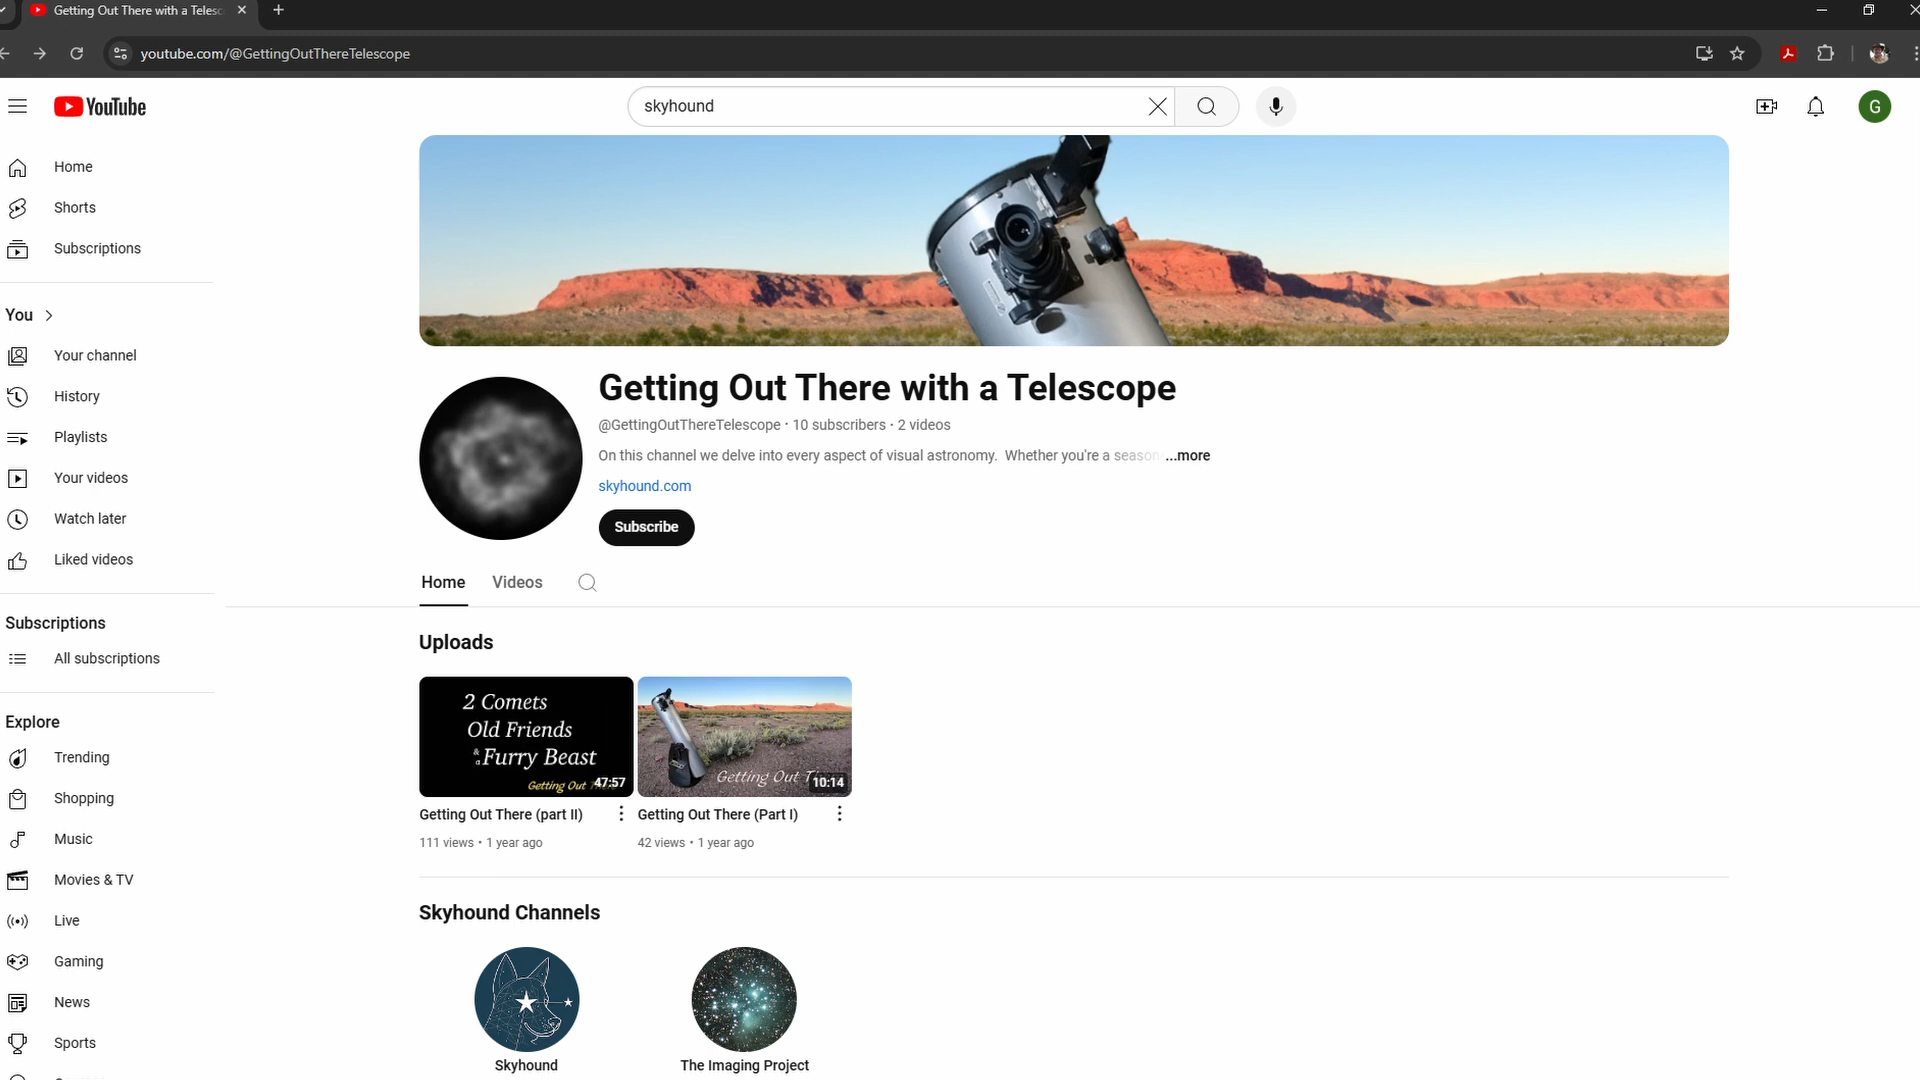 Getting Out There with a Telesc
youtube.com/@GettingOutThereTelescope
YouTube
skyhound
G
Home
Shorts
Subscriptions
You
Your channel
History
Playlists
Your videos
Watch later
Liked videos
Subscriptions
All subscriptions
Explore
Trending
Shopping
Music
Movies & TV
Live
Gaming
News
Sports
Getting Out There with a Telescope
@GettingOutThereTelescope • 10 subscribers • 2 videos
On this channel we delve into every aspect of visual astronomy.  Whether you're a season ...more
skyhound.com
Subscribe
Home
Videos
Uploads
2 Comets
Old Friends
& a Furry Beast
Getting Out There
47:57
Getting Out There (part II)
111 views • 1 year ago
Getting Out T
10:14
Getting Out There (Part I)
42 views • 1 year ago
Skyhound Channels
Skyhound
The Imaging Project